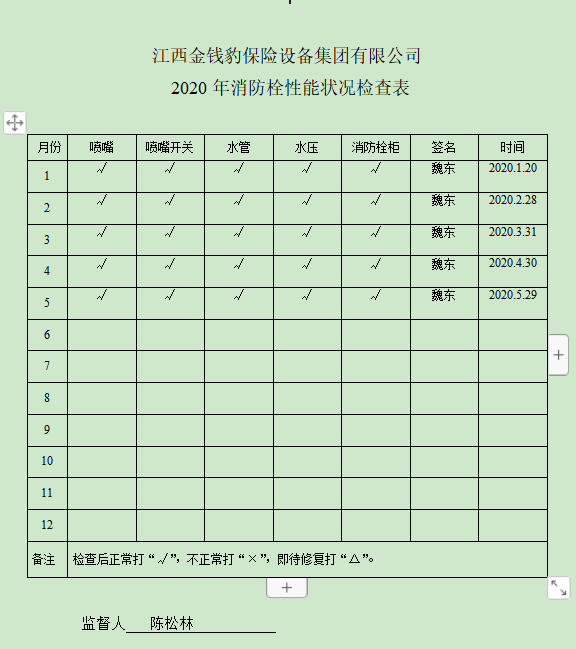 江西金钱豹保险设备集团有限公司
2020 年消防栓性能状况检查表
月份 喷嘴 喷嘴开关 水管 水压 消防栓柜 签名 时间
1 √ √ √ √ √ 魏东 2020.1.20
2 √ √ √ √ √ 魏东 2020.2.28
3 √ √ √ √ √ 魏东 2020.3.31
4 √ √ √ √ √ 魏东 2020.4.30
5 √ √ √ √ √ 魏东 2020.5.29
6
7
8
9
10
11
12
备注 检查后正常打“√”，不正常打“×”，即待修复打“△”。
监督人 陈松林